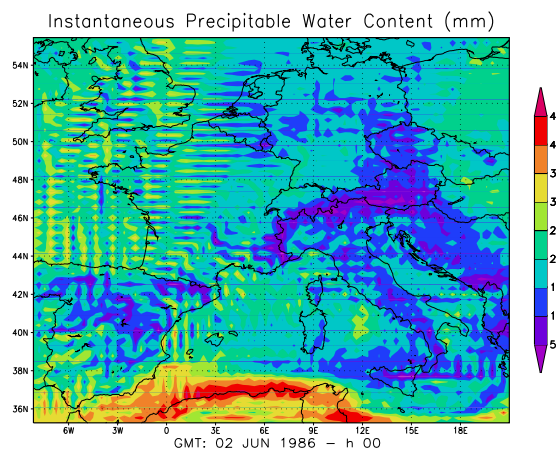 Instantaneous Precipitable Water Content (mm)
54N
52N
50N
48N
46N
44N
42N
40N
38N
36N
6W 3W 0 3E 6E 9E 12E 15E 18E
4
4
3
3
2
2
1
1
5
GMT: 02 JUN 1986 - h 00